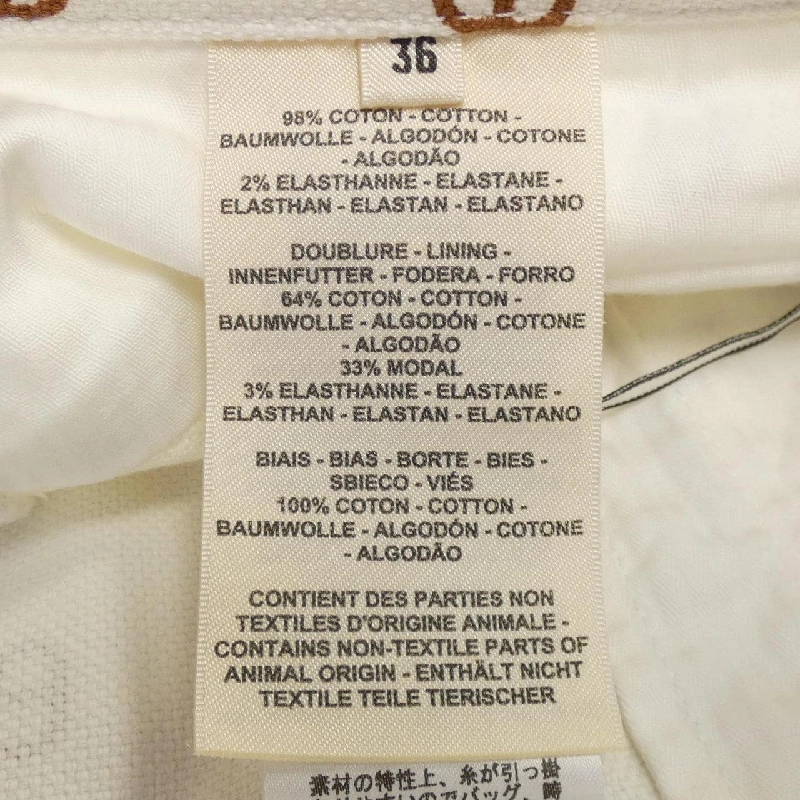 36
98% COTON - COTTON -
BAUMWOLLE - ALGODÓN - COTONE
- ALGODÃO
2% ELASTHANNE - ELASTANE -
ELASTHAN - ELASTAN - ELASTANO
DOUBLURE - LINING -
INNENFUTTER - FODERA - FORRO
64% COTON - COTTON -
BAUMWOLLE - ALGODÓN - COTONE
- ALGODÃO
33% MODAL
3% ELASTHANNE - ELASTANE -
ELASTHAN - ELASTAN - ELASTANO
BIAIS - BIAS - BORTE - BIES -
SBIECO - VIÉS
100% COTON - COTTON -
BAUMWOLLE - ALGODÓN - COTONE
- ALGODÃO
CONTIENT DES PARTIES NON
TEXTILES D'ORIGINE ANIMALE -
CONTAINS NON-TEXTILE PARTS OF
ANIMAL ORIGIN - ENTHÄLT NICHT
TEXTILE TEILE TIERISCHER
素材の特性上、糸が引っ掛
バッグ、時